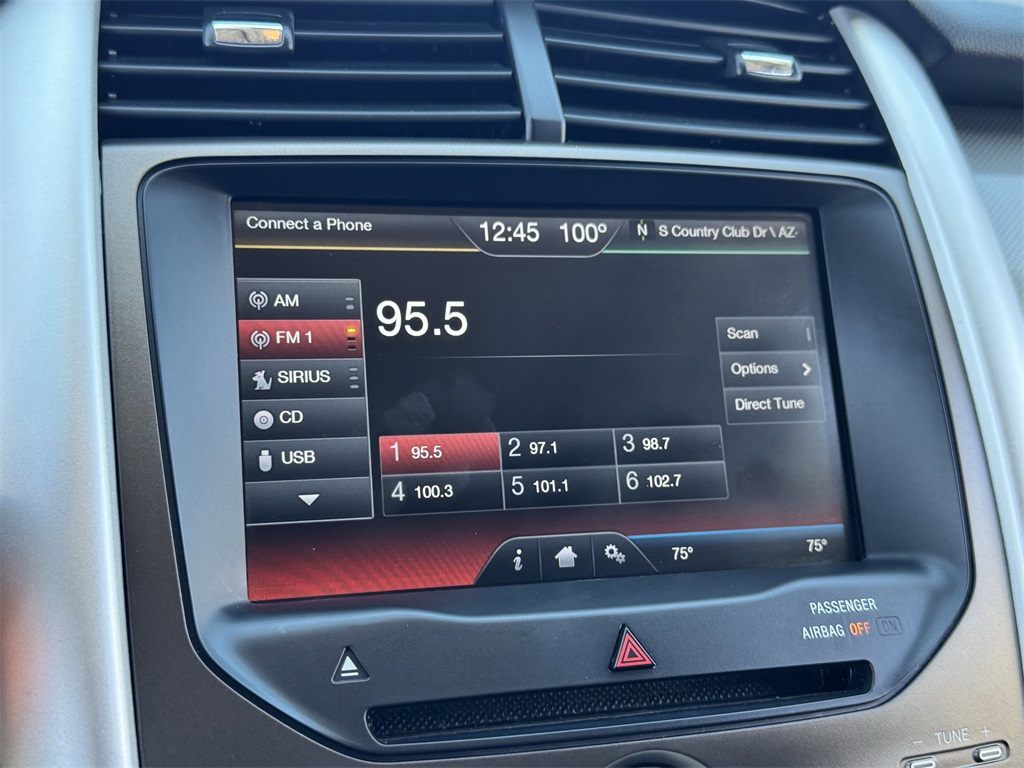 Connect a Phone
12:45 100°
N S Country Club Dr \ AZ-
AM
FM 1
SIRIUS
CD
USB
95.5
Scan
Options
Direct Tune
1 95.5 2 97.1 3 98.7
4 100.3 5 101.1 6 102.7
i
75° 75°
PASSENGER
AIRBAG OFF ON
- TUNE +